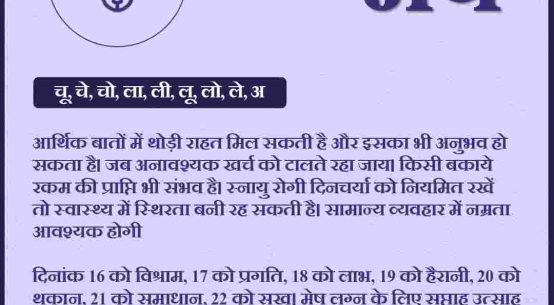 चू, चे, चो, ला, ली, लू, लो, ले, अ
आर्थिक बातों में थोड़ी राहत मिल सकती है और इसका भी अनुभव हो
सकता है। जब अनावश्यक खर्च को टालते रहा जाय। किसी बकाये
रकम की प्राप्ति भी संभव है। स्नायु रोगी दिनचर्या को नियमित रखें
तो स्वास्थ्य में स्थिरता बनी रह सकती है। सामान्य व्यवहार में नम्रता
आवश्यक होगी
दिनांक 16 को विश्राम, 17 को प्रगति, 18 को लाभ, 19 को हैरानी, 20 को
थकान, 21 को समाधान, 22 को सुख। मेष लग्न के लिए सप्ताह उत्साह